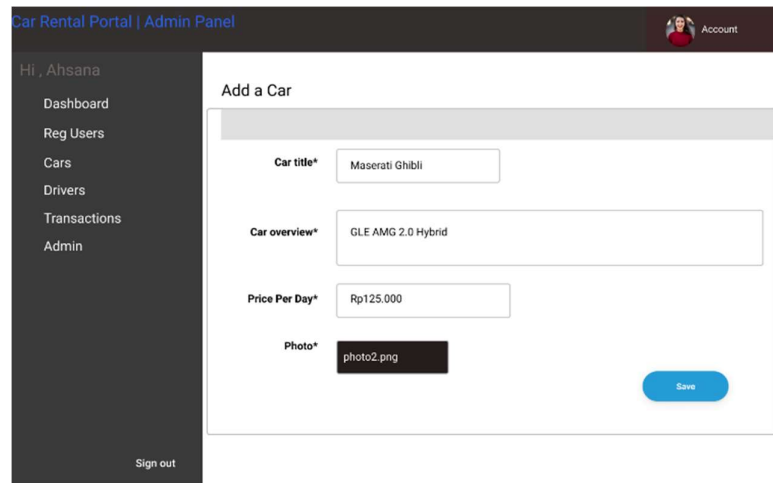 Car Rental Portal | Admin Panel
Account
Hi , Ahsana
Dashboard
Reg Users
Cars
Drivers
Transactions
Admin
Sign out
Add a Car
Car title*
Maserati Ghibli
Car overview*
GLE AMG 2.0 Hybrid
Price Per Day*
Rp125.000
Photo*
photo2.png
Save